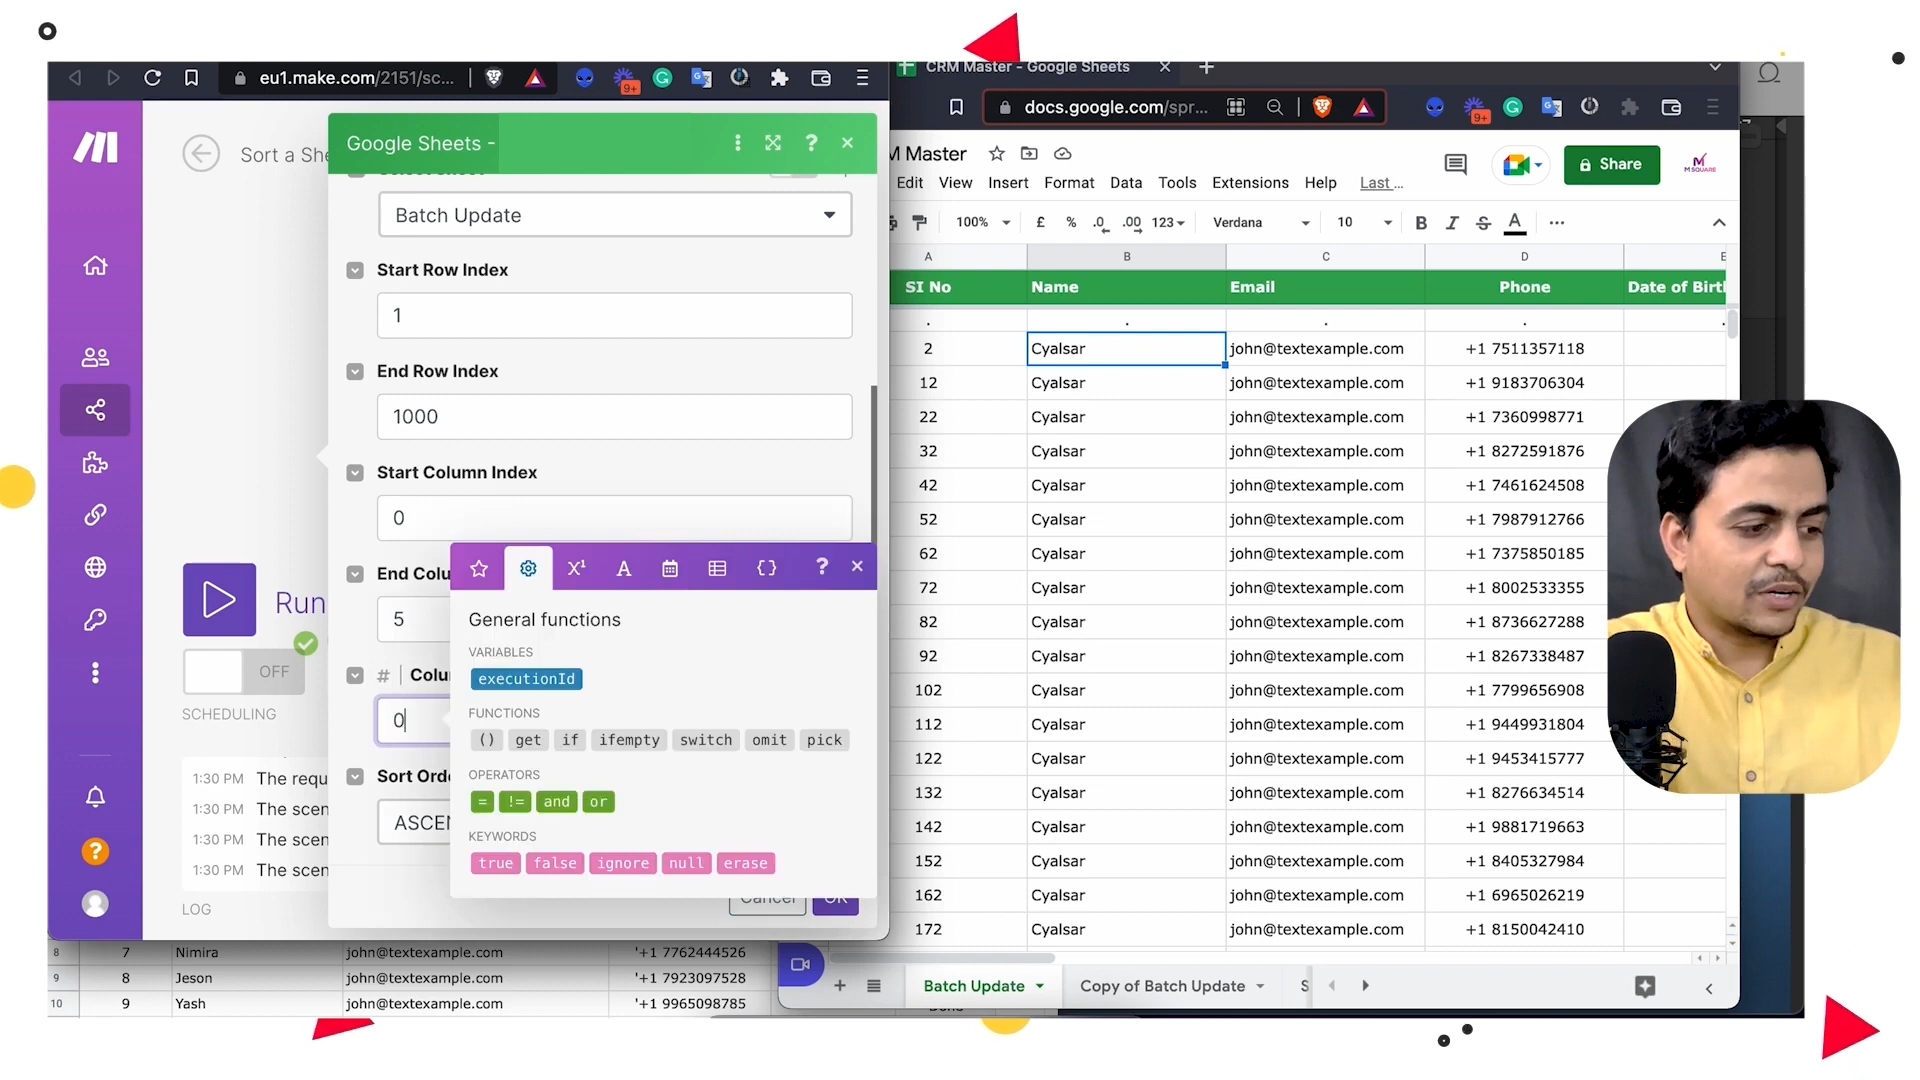 eu1.make.com/2151/sc...
9+
CRM Master - Google Sheets
docs.google.com/spr...
9+
Sort a She
Google Sheets -
Batch Update
Start Row Index
1
End Row Index
1000
Start Column Index
0
End Colu
5
# Colu
0
Sort Orde
ASCEN
Cancel
OK
Run
OFF
SCHEDULING
1:30 PM The requ
1:30 PM The scen
1:30 PM The scen
1:30 PM The scen
LOG
General functions
VARIABLES
executionId
FUNCTIONS
() get if ifempty switch omit pick
OPERATORS
= != and or
KEYWORDS
true false ignore null erase
M Master
Share
M SQUARE
Edit View Insert Format Data Tools Extensions Help Last ...
100% £ % .0 .00 123 Verdana 10 B I S A
A B C D E
SI No Name Email Phone Date of Birth
. . . . .
2 Cyalsar john@textexample.com +1 7511357118
12 Cyalsar john@textexample.com +1 9183706304
22 Cyalsar john@textexample.com +1 7360998771
32 Cyalsar john@textexample.com +1 8272591876
42 Cyalsar john@textexample.com +1 7461624508
52 Cyalsar john@textexample.com +1 7987912766
62 Cyalsar john@textexample.com +1 7375850185
72 Cyalsar john@textexample.com +1 8002533355
82 Cyalsar john@textexample.com +1 8736627288
92 Cyalsar john@textexample.com +1 8267338487
102 Cyalsar john@textexample.com +1 7799656908
112 Cyalsar john@textexample.com +1 9449931804
122 Cyalsar john@textexample.com +1 9453415777
132 Cyalsar john@textexample.com +1 8276634514
142 Cyalsar john@textexample.com +1 9881719663
152 Cyalsar john@textexample.com +1 8405327984
162 Cyalsar john@textexample.com +1 6965026219
172 Cyalsar john@textexample.com +1 8150042410
Batch Update Copy of Batch Update S
8 7 Nimira john@textexample.com '+1 7762444526
9 8 Jeson john@textexample.com '+1 7923097528
10 9 Yash john@textexample.com '+1 9965098785